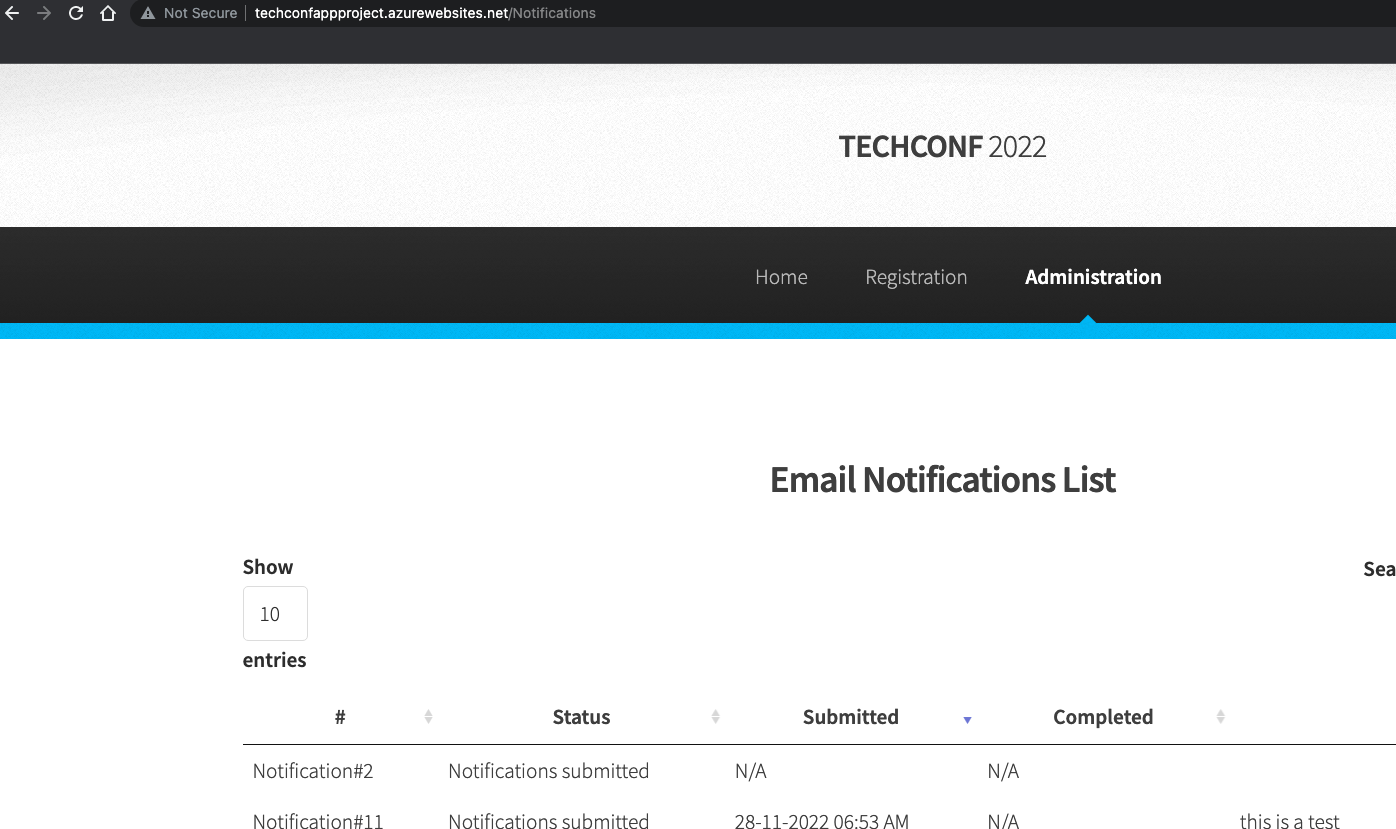 Not Secure techconfappproject.azurewebsites.net/Notifications
TECHCONF 2022
Home Registration Administration
Email Notifications List
Show
Sea
10
entries
# Status Submitted Completed
Notification#2 Notifications submitted N/A N/A
Notification#11 Notifications submitted 28-11-2022 06:53 AM N/A this is a test